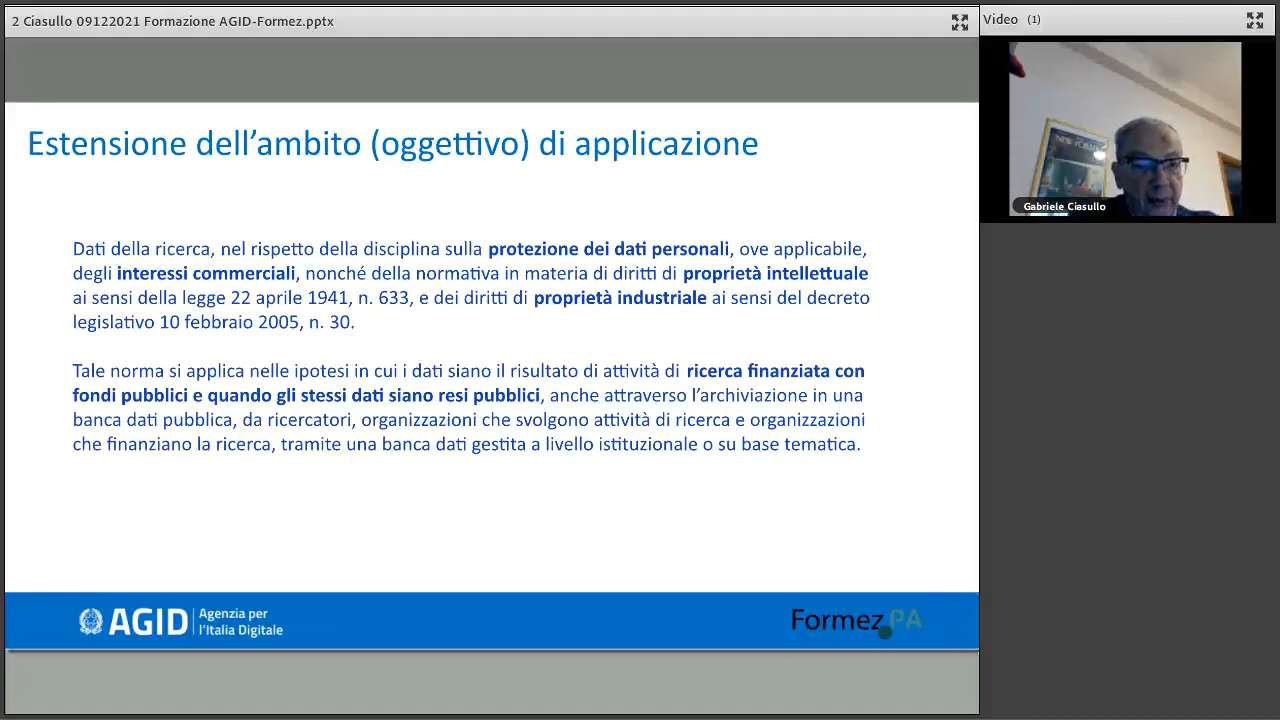 2 Ciasullo 09122021 Formazione AGID-Formez.pptx
Video (1)
Gabriele Ciasullo
Estensione dell’ambito (oggettivo) di applicazione
Dati della ricerca, nel rispetto della disciplina sulla protezione dei dati personali, ove applicabile,
degli interessi commerciali, nonché della normativa in materia di diritti di proprietà intellettuale
ai sensi della legge 22 aprile 1941, n. 633, e dei diritti di proprietà industriale ai sensi del decreto
legislativo 10 febbraio 2005, n. 30.
Tale norma si applica nelle ipotesi in cui i dati siano il risultato di attività di ricerca finanziata con
fondi pubblici e quando gli stessi dati siano resi pubblici, anche attraverso l’archiviazione in una
banca dati pubblica, da ricercatori, organizzazioni che svolgono attività di ricerca e organizzazioni
che finanziano la ricerca, tramite una banca dati gestita a livello istituzionale o su base tematica.
AGID
Agenzia per
l’Italia Digitale
Formez PA